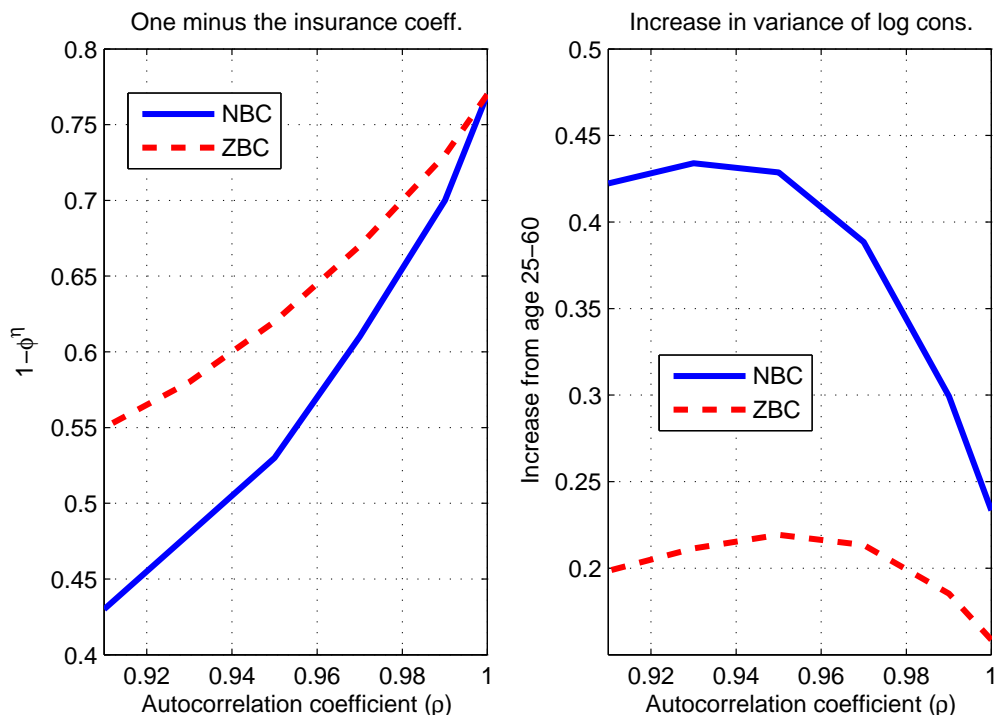 One minus the insurance coeff.
0.8
0.75
0.7
0.65
0.6
0.55
0.5
0.45
0.4
1−ϕ^η
NBC
ZBC
0.92
0.94
0.96
0.98
1
Autocorrelation coefficient (ρ)
Increase in variance of log cons.
0.5
0.45
0.4
0.35
0.3
0.25
0.2
Increase from age 25−60
NBC
ZBC
0.92
0.94
0.96
0.98
1
Autocorrelation coefficient (ρ)